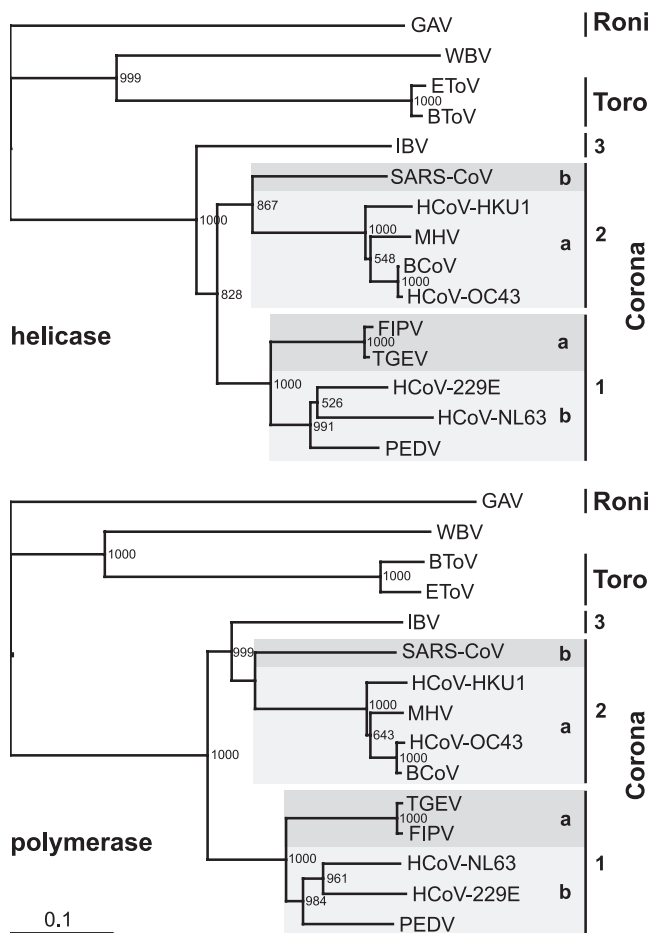 GAV Roni
WBV
999
EToV
1000 Toro
BToV
IBV 3
SARS-CoV b
1000 867
HCoV-HKU1
1000 MHV 2
548 a
BCoV
1000
HCoV-OC43
828
Corona
helicase
FIPV
1000 a
TGEV
1000 HCoV-229E 1
526
HCoV-NL63 b
991
PEDV
GAV Roni
WBV
1000
BToV
1000 Toro
EToV
IBV 3
999 SARS-CoV b
HCoV-HKU1
1000 MHV 2
643 HCoV-OC43 a
1000
BCoV
1000
Corona
TGEV
1000 a
FIPV
polymerase
1000 HCoV-NL63 1
961
HCoV-229E b
984
0.1 PEDV